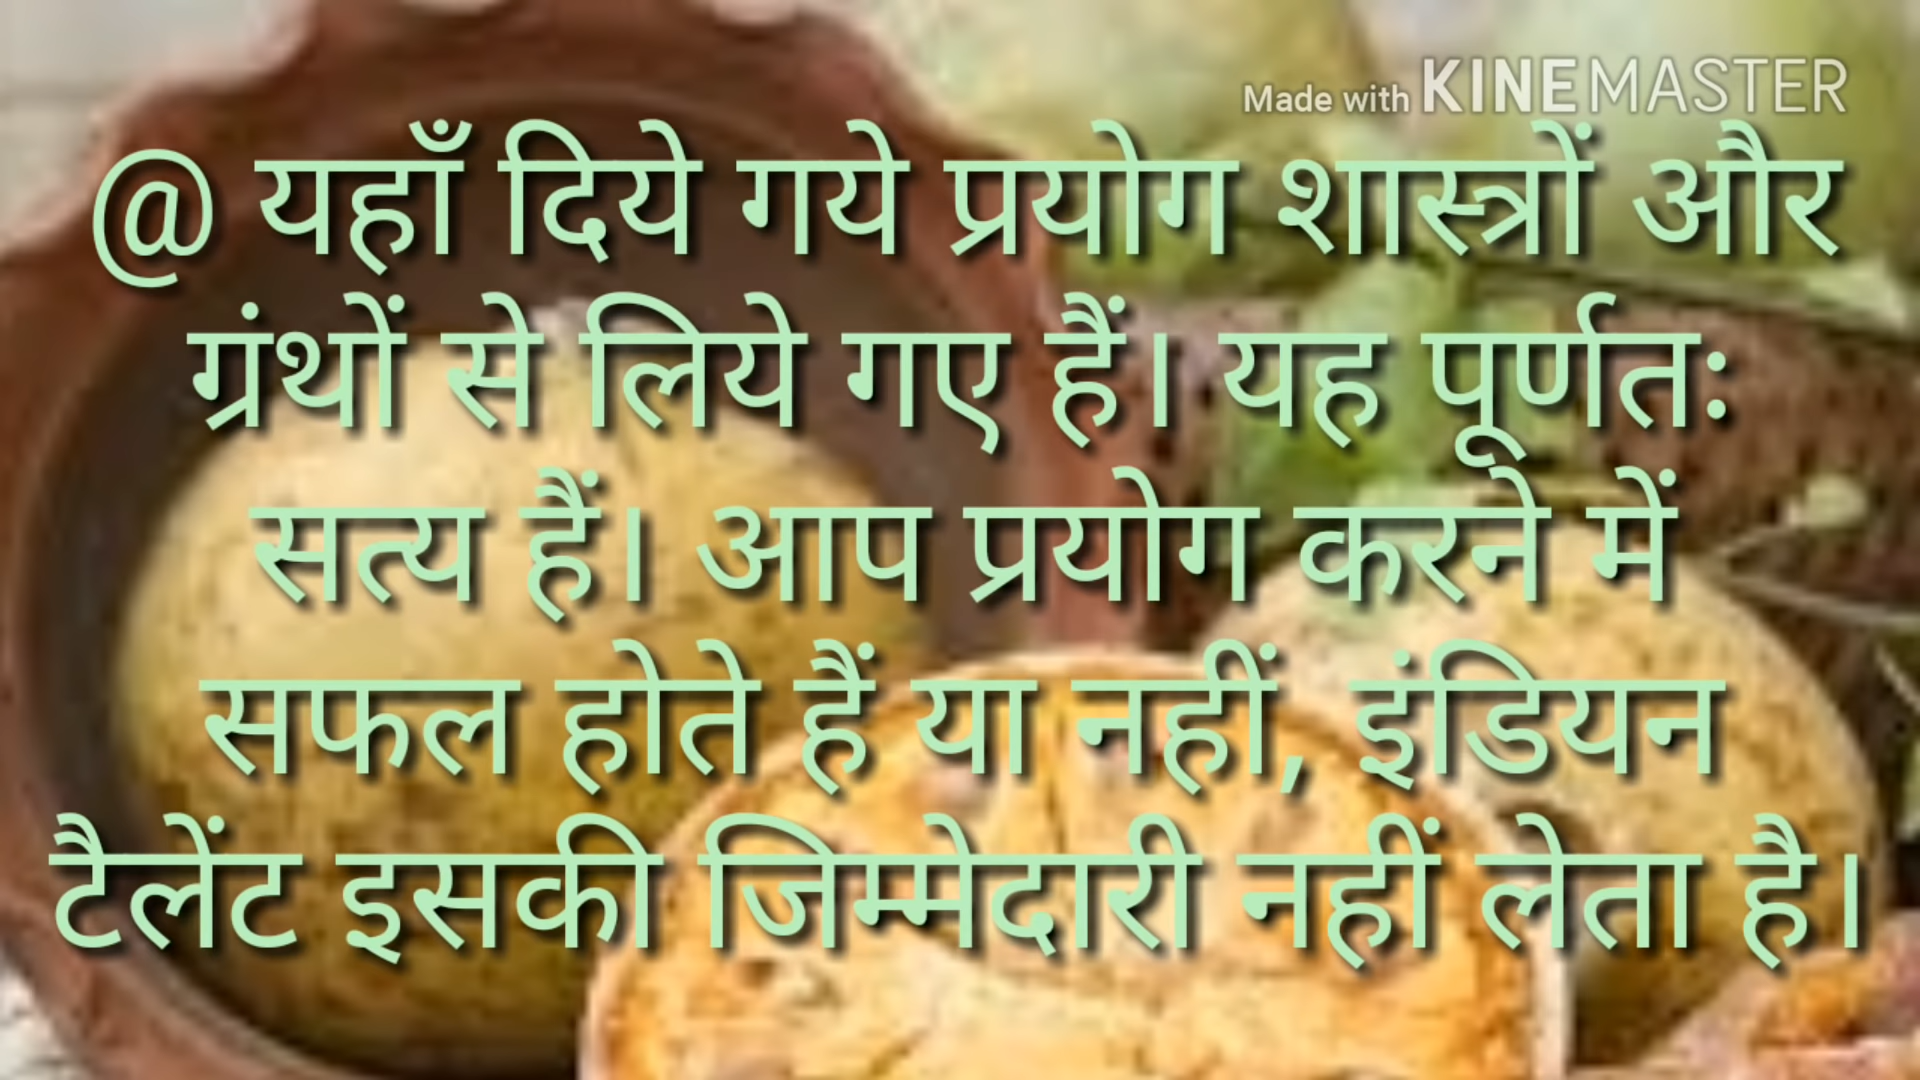 Made with KINEMASTER
@ यहाँ दिये गये प्रयोग शास्त्रों और
ग्रंथों से लिये गए हैं। यह पूर्णतः
सत्य हैं। आप प्रयोग करने में
सफल होते हैं या नहीं, इंडियन
टैलेंट इसकी जिम्मेदारी नहीं लेता है।